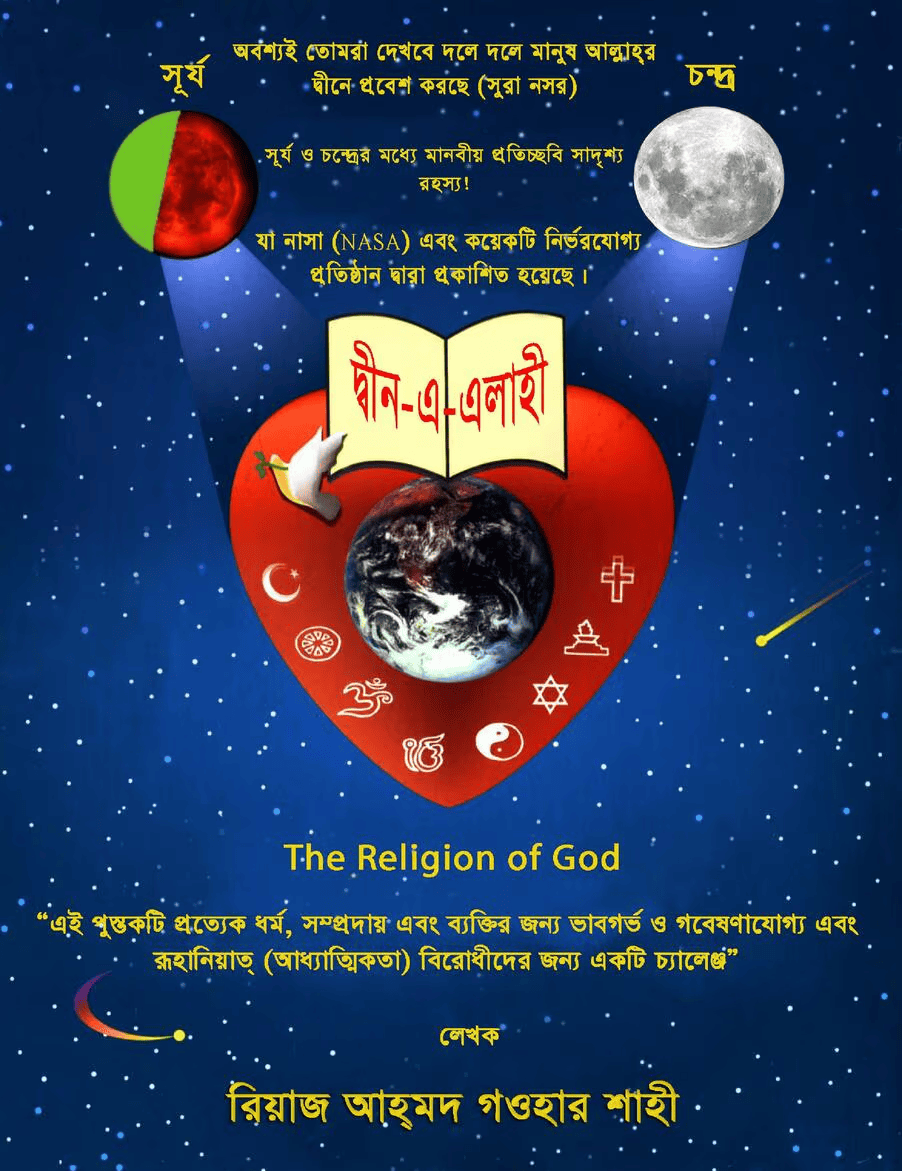 অবশ্যই তোমরা দেখবে দলে দলে মানুষ আল্লাহ্‌র
দ্বীনে প্রবেশ করছে (সুরা নসর)
সূর্য
চন্দ্র
সূর্য ও চন্দ্রের মধ্যে মানবীয় প্রতিচ্ছবি সাদৃশ্য
রহস্য!
যা নাসা (NASA) এবং কয়েকটি নির্ভরযোগ্য
প্রতিষ্ঠান দ্বারা প্রকাশিত হয়েছে।
দ্বীন-এ-এলাহী
The Religion of God
“এই পুস্তকটি প্রত্যেক ধর্ম, সম্প্রদায় এবং ব্যক্তির জন্য ভাবগর্ভ ও গবেষণাযোগ্য এবং
রূহানিয়াত্ (আধ্যাত্মিকতা) বিরোধীদের জন্য একটি চ্যালেঞ্জ”
লেখক
রিয়াজ আহ্‌মদ গওহার শাহী